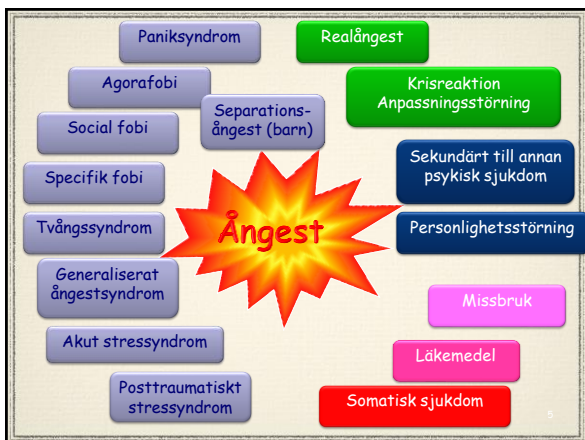 Paniksyndrom
Realångest
Agorafobi
Krisreaktion
Anpassningsstörning
Separations-
ångest (barn)
Social fobi
Sekundärt till annan
psykisk sjukdom
Specifik fobi
Tvångssyndrom
Ångest
Personlighetsstörning
Generaliserat
ångestsyndrom
Missbruk
Akut stressyndrom
Läkemedel
Posttraumatiskt
stressyndrom
Somatisk sjukdom
5